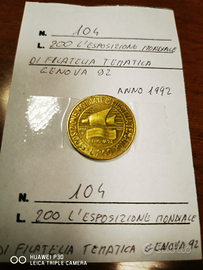 N. 104
L. 200 L'ESPOSIZIONE MONDIALE
DI FILATELIA TEMATICA
GENOVA 92
ANNO 1992
N. 104
L. 200 L'ESPOSIZIONE MONDIALE
DI FILATELIA TEMATICA GENOVA 92
HUAWEI P30
LEICA TRIPLE CAMERA